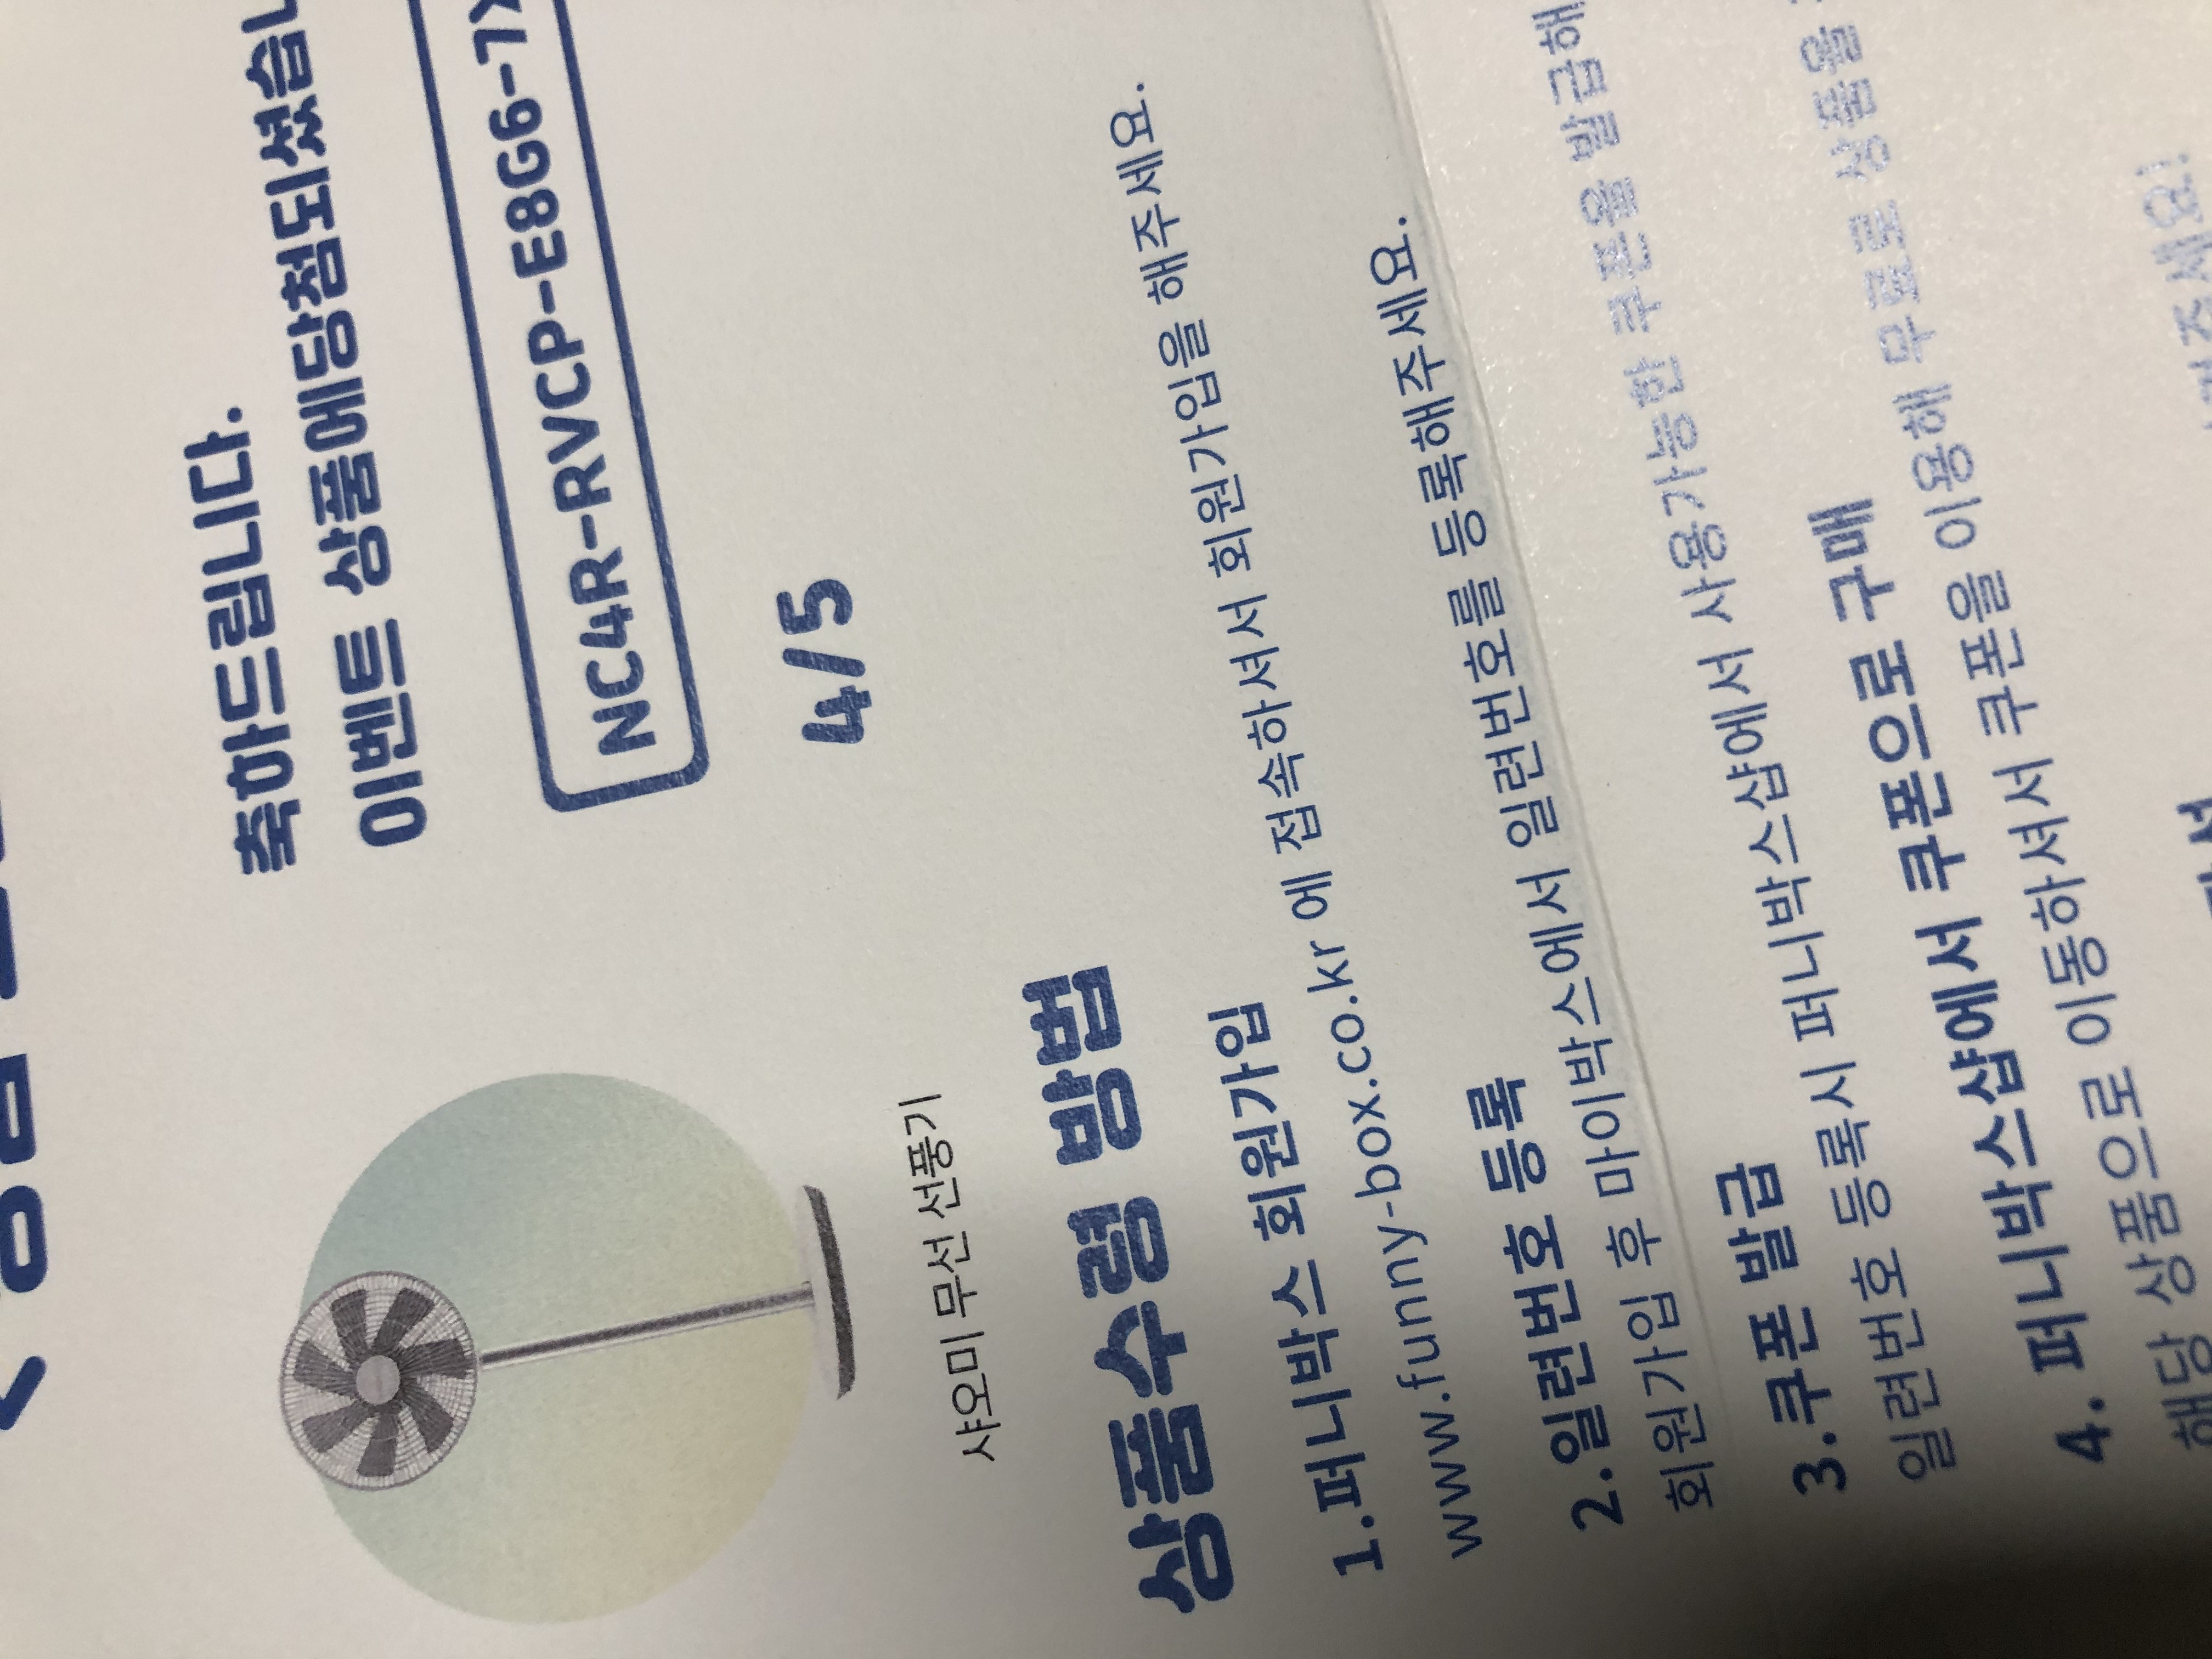 축하드립니다.
이벤트 상품에당첨되셨습니
NC4R-RVCP-E8G6-7X
4/5
샤오미 무선 선풍기
상품수령 방법
1.퍼니박스 회원가입
www.funny-box.co.kr 에 접속하셔서 회원가입을 해주세요.
2.일련번호 등록
회원가입 후 마이박스에서 일련번호를 등록해주세요.
3.쿠폰 발급
일련번호 등록시 퍼니박스샵에서 사용가능한 쿠폰을 발급해
4. 퍼니박스샵에서 쿠폰으로 구매
해당 상품으로 이동하셔서 쿠폰을 이용해 무료로 상품을